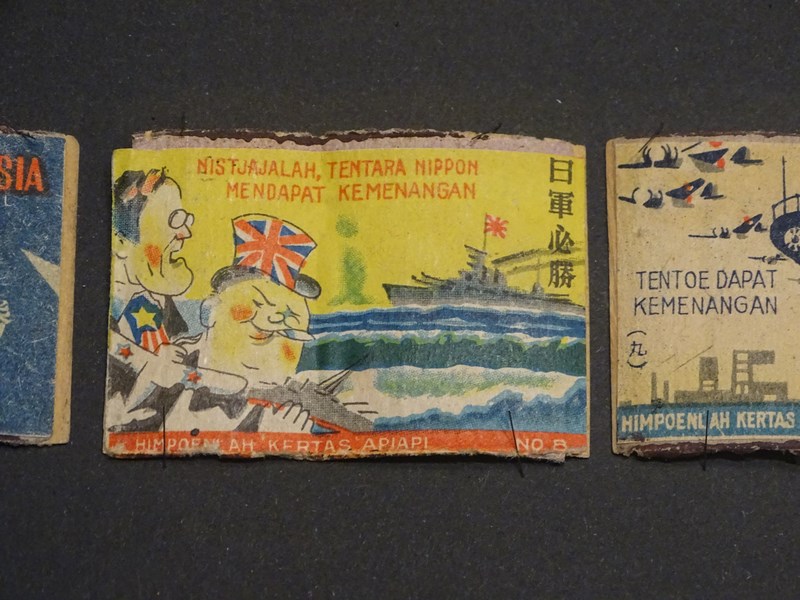 SIA
L
NISTJAJALAH, TENTARA NIPPON
MENDAPAT KEMENANGAN
日軍必勝
HIMPOENLAH KERTAS APIAPI
NO. 8
TENTOE DAPAT
KEMENANGAN
(九)
HIMPOENLAH KERTAS